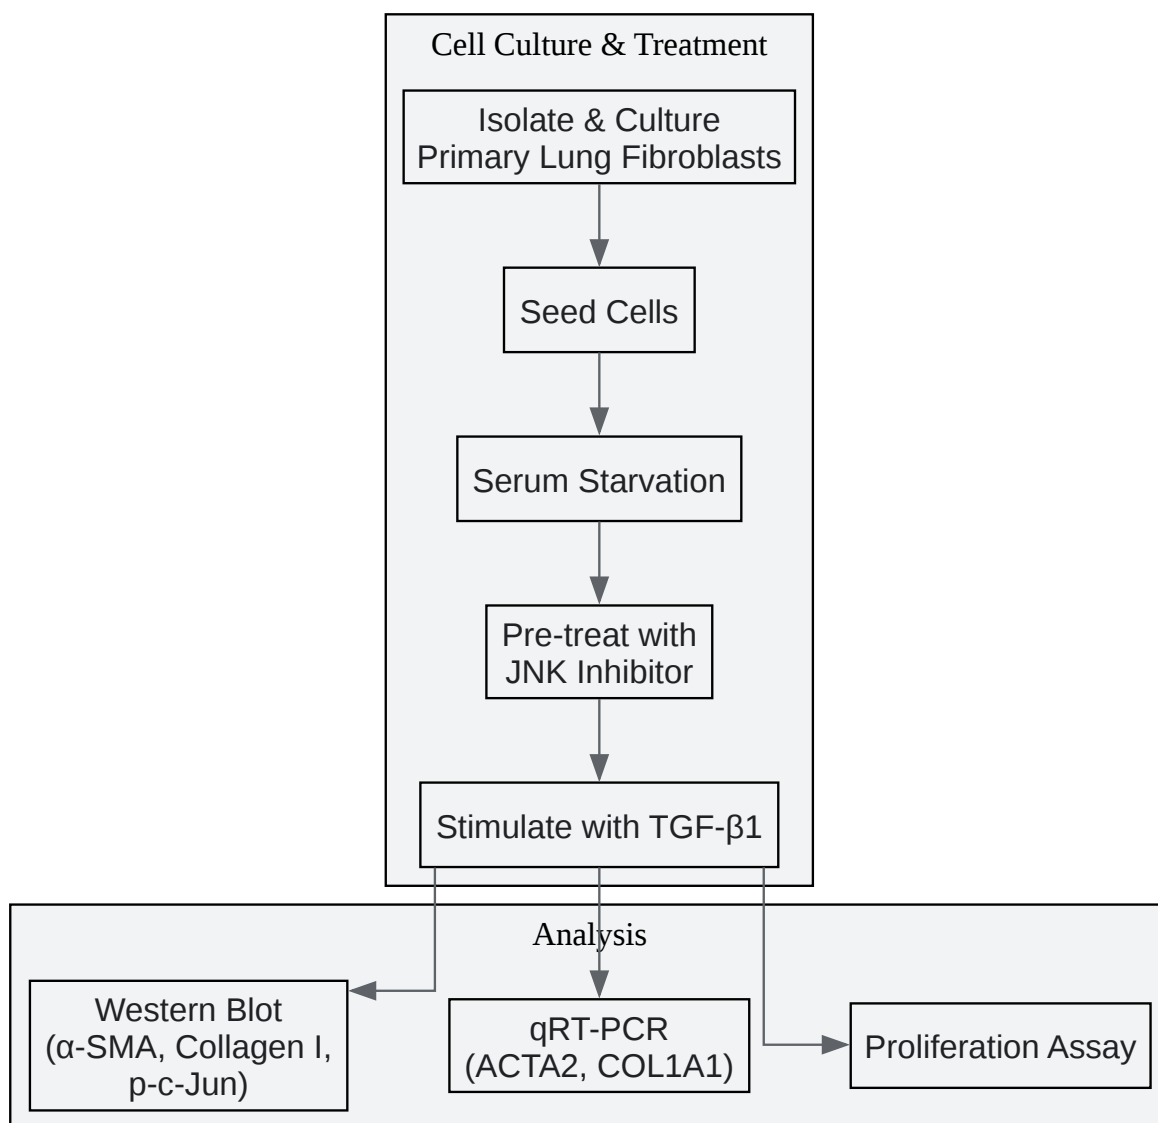 Cell Culture & Treatment
Isolate & Culture
Primary Lung Fibroblasts
Seed Cells
Serum Starvation
Pre-treat with
JNK Inhibitor
Stimulate with TGF-β1
Analysis
Western Blot
(α-SMA, Collagen I,
p-c-Jun)
qRT-PCR
(ACTA2, COL1A1)
Proliferation Assay